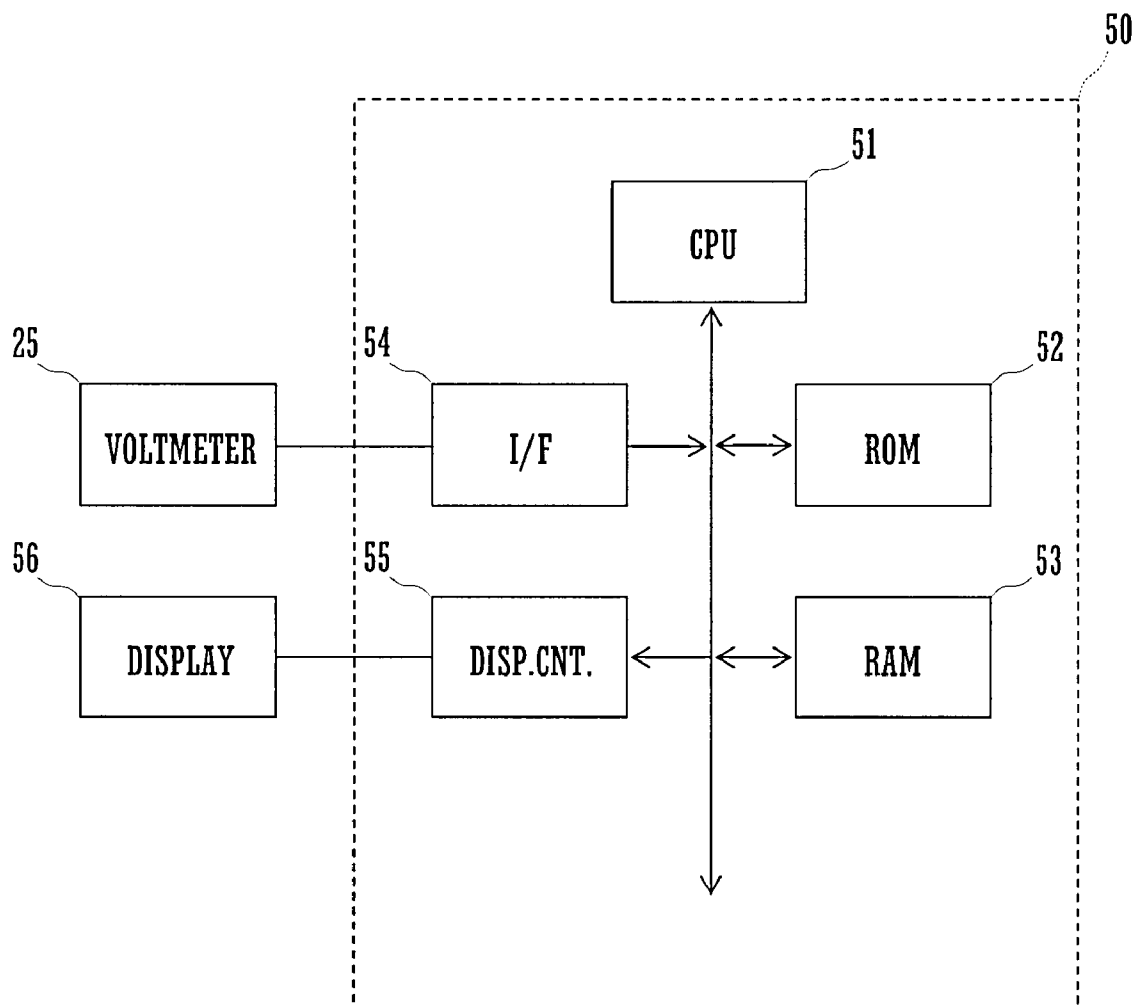 50
51
CPU
25
54
52
VOLTMETER
I/F
ROM
56
55
53
DISPLAY
DISP.CNT.
RAM